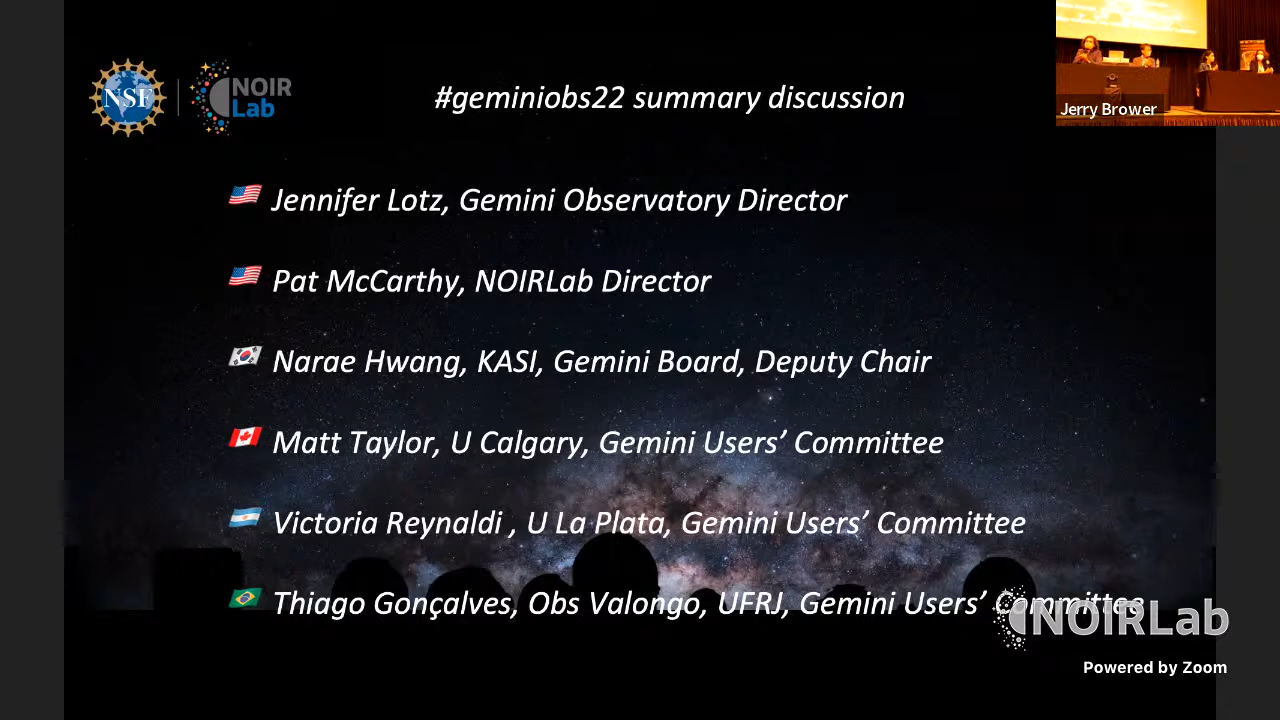 NSF
NOIR
Lab
#geminiobs22 summary discussion
Jerry Brower
Jennifer Lotz, Gemini Observatory Director
Pat McCarthy, NOIRLab Director
Narae Hwang, KASI, Gemini Board, Deputy Chair
Matt Taylor, U Calgary, Gemini Users’ Committee
Victoria Reynaldi , U La Plata, Gemini Users’ Committee
Thiago Gonçalves, Obs Valongo, UFRJ, Gemini Users’ Committee
NOIRLab
Powered by Zoom